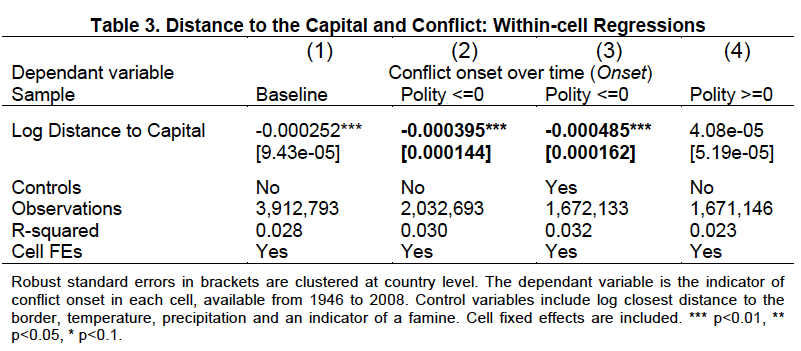 Table 3. Distance to the Capital and Conflict: Within-cell Regressions
(1) (2) (3) (4)
Dependant variable Conflict onset over time (Onset)
Sample Baseline Polity <=0 Polity <=0 Polity >=0
Log Distance to Capital -0.000252*** -0.000395*** -0.000485*** 4.08e-05
[9.43e-05] [0.000144] [0.000162] [5.19e-05]
Controls No No Yes No
Observations 3,912,793 2,032,693 1,672,133 1,671,146
R-squared 0.028 0.030 0.032 0.023
Cell FEs Yes Yes Yes Yes
Robust standard errors in brackets are clustered at country level. The dependant variable is the indicator of
conflict onset in each cell, available from 1946 to 2008. Control variables include log closest distance to the
border, temperature, precipitation and an indicator of a famine. Cell fixed effects are included. *** p<0.01, **
p<0.05, * p<0.1.